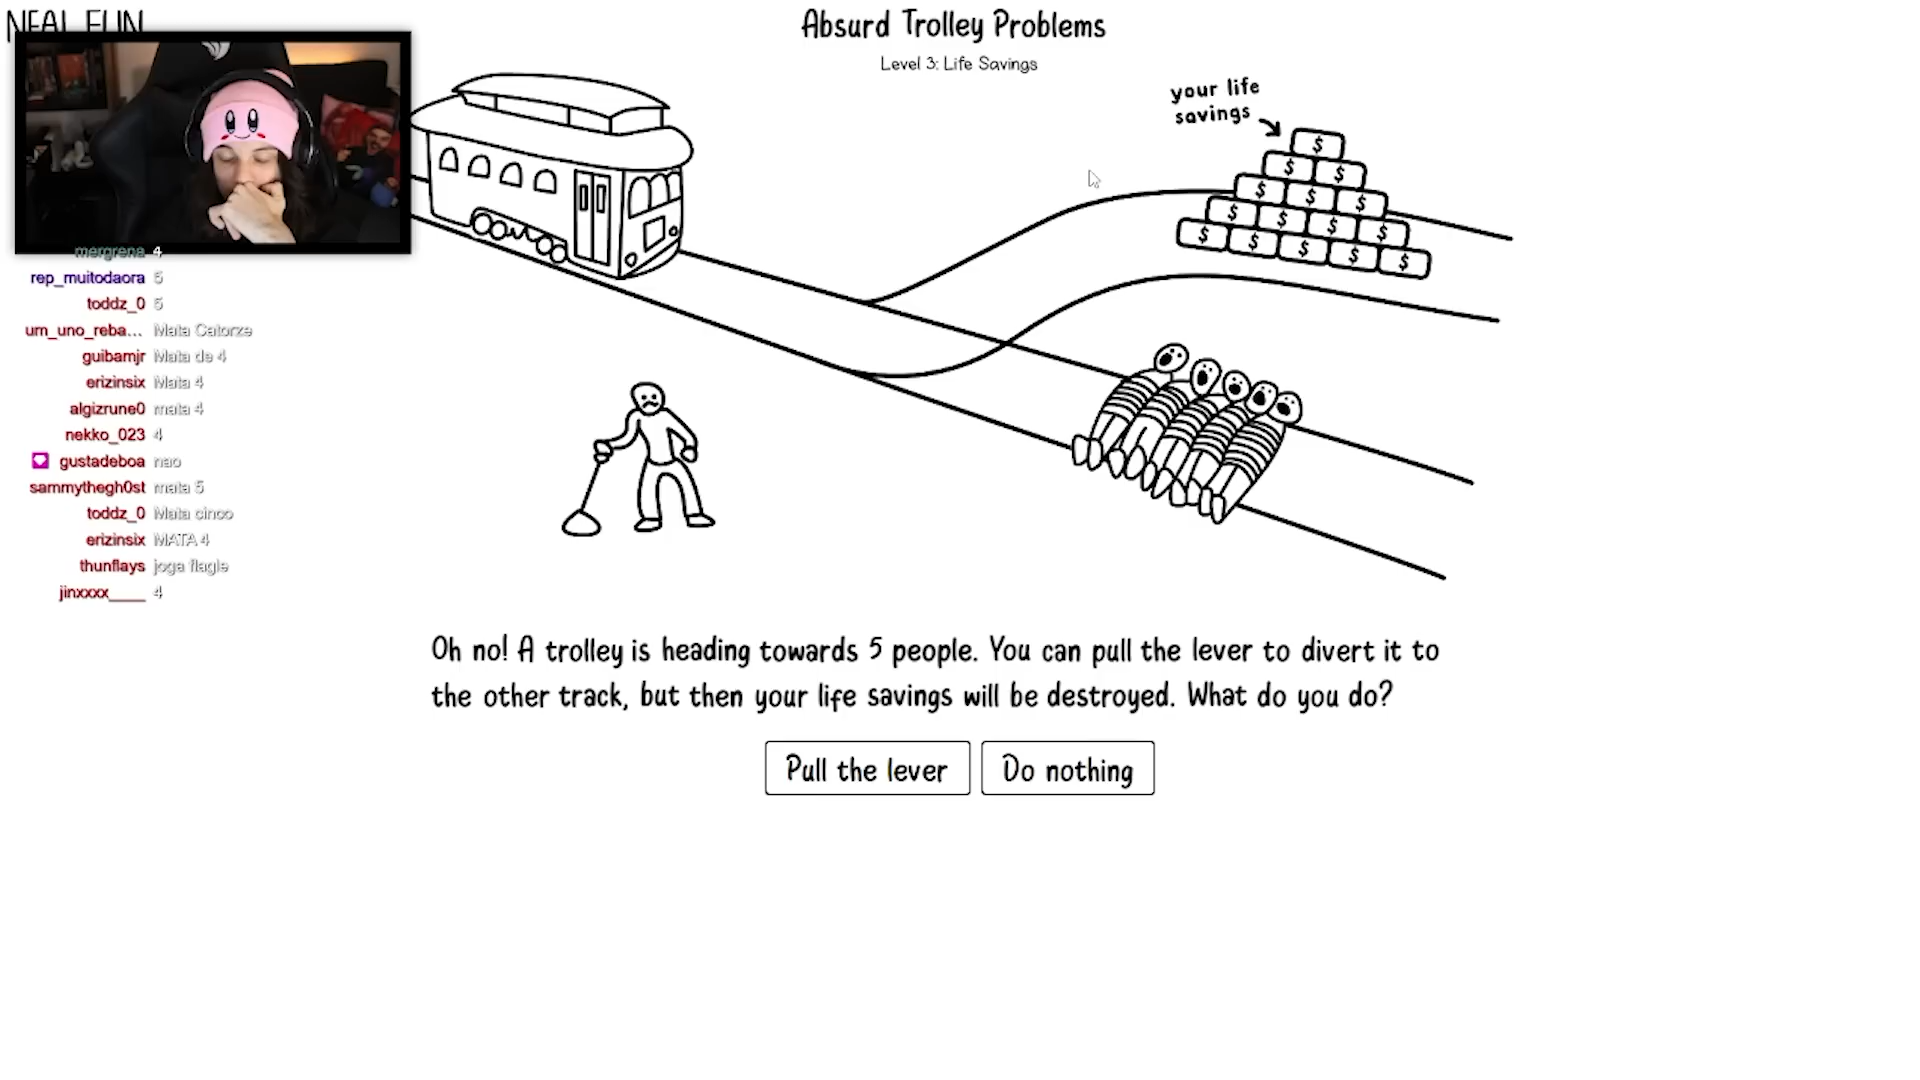 NEAL.FUN
Absurd Trolley Problems
Level 3: Life Savings
your life
savings
$
$ $
$ $ $
$ $ $ $
$ $ $ $ $
mergrena 4
rep_muitodaora 5
toddz_0 5
um_uno_reba... Mata Catorze
guibamjr Mata de 4
erizinsix Mata 4
algizrune0 mata 4
nekko_023 4
gustadeboa nao
sammythegh0st mata 5
toddz_0 Mata cinco
erizinsix MATA 4
thunflays joga flagle
jinxxxx____ 4
Oh no! A trolley is heading towards 5 people. You can pull the lever to divert it to
the other track, but then your life savings will be destroyed. What do you do?
Pull the lever
Do nothing